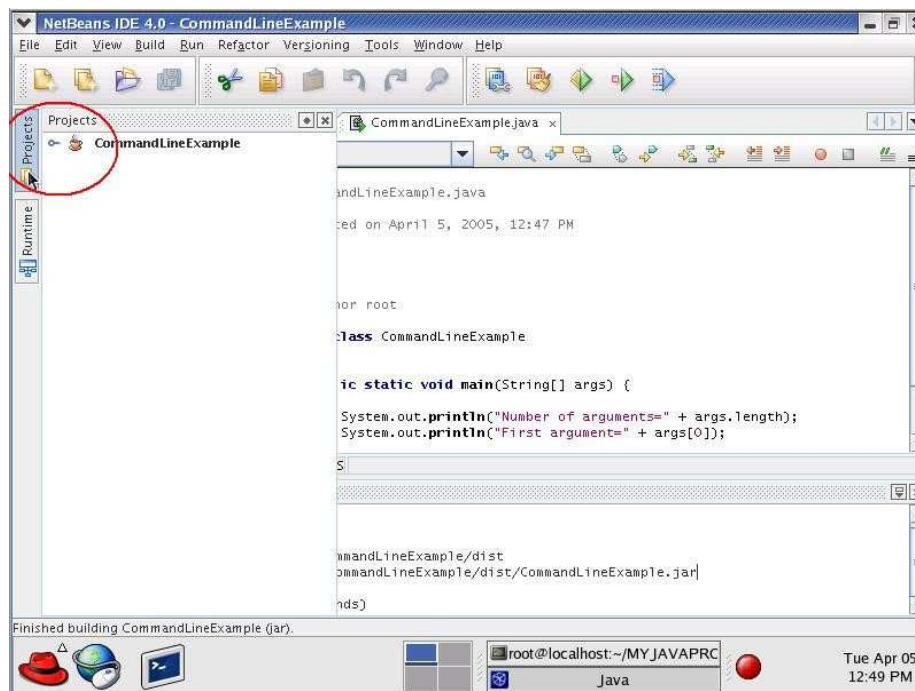 NetBeans IDE 4.0 - CommandLineExample
File Edit View Build Run Refactor Versioning Tools Window Help
Projects
Runtime
Projects
CommandLineExample
CommandLineExample.java
andLineExample.java
ted on April 5, 2005, 12:47 PM
hor root
class CommandLineExample
ic static void main(String[] args) {
System.out.println("Number of arguments=" + args.length);
System.out.println("First argument=" + args[0]);
S
mmandLineExample/dist
ommandLineExample/dist/CommandLineExample.jar
nds)
Finished building CommandLineExample (jar).
root@localhost:~/MY_JAVAPRC
Java
Tue Apr 05
12:49 PM